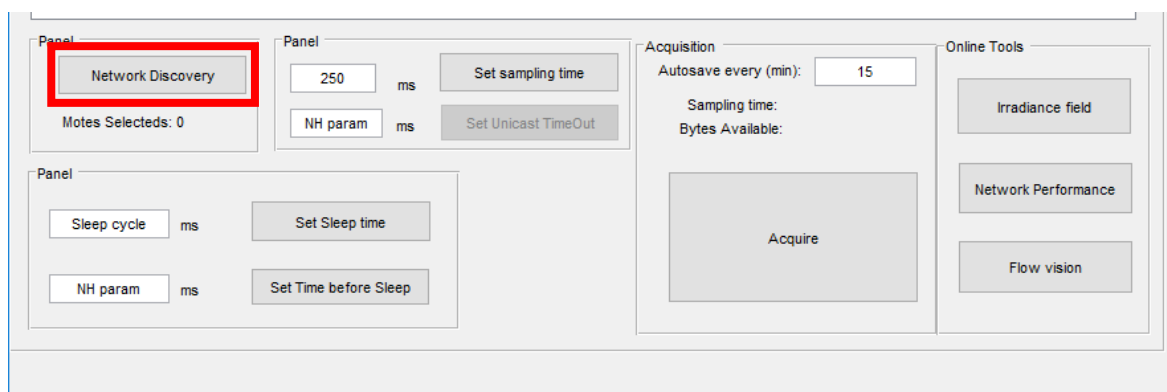 Panel
Network Discovery
Motes Selecteds: 0
Panel
250 ms Set sampling time
NH param ms Set Unicast TimeOut
Panel
Sleep cycle ms Set Sleep time
NH param ms Set Time before Sleep
Acquisition
Autosave every (min): 15
Sampling time:
Bytes Available:
Acquire
Online Tools
Irradiance field
Network Performance
Flow vision